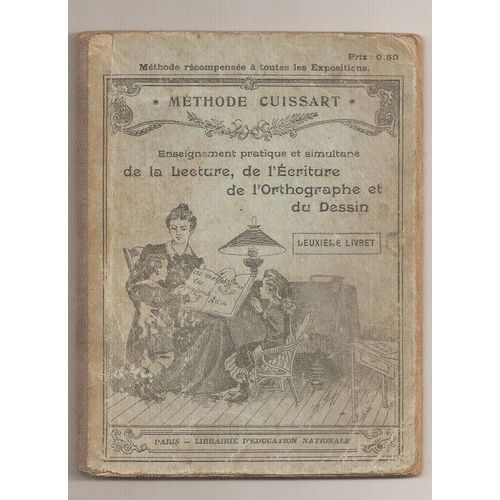 Prix : 0.50
Méthode récompensée à toutes les Expositions.
MÉTHODE CUISSART
Enseignement pratique et simultané
de la Lecture, de l'Écriture
de l'Orthographe et
du Dessin
DEUXIÈME LIVRET
PARIS — LIBRAIRIE D'ÉDUCATION NATIONALE